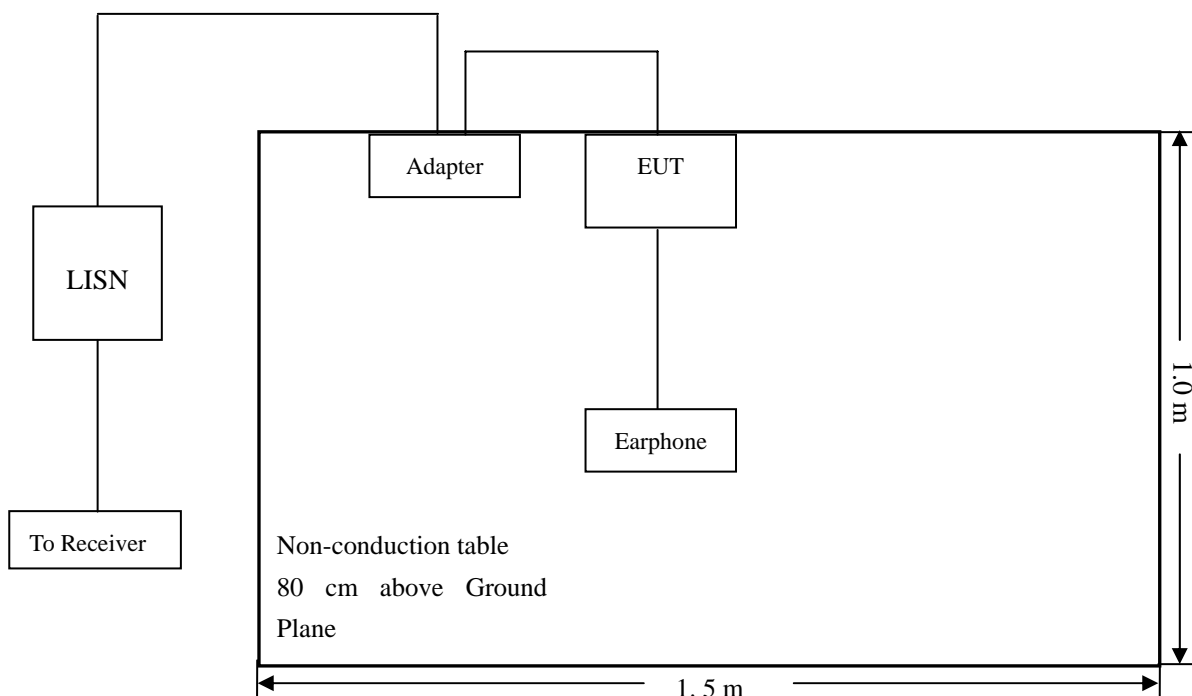 Adapter
EUT
LISN
Earphone
To Receiver
Non-conduction table
80 cm above Ground
Plane
1.0 m
1. 5 m